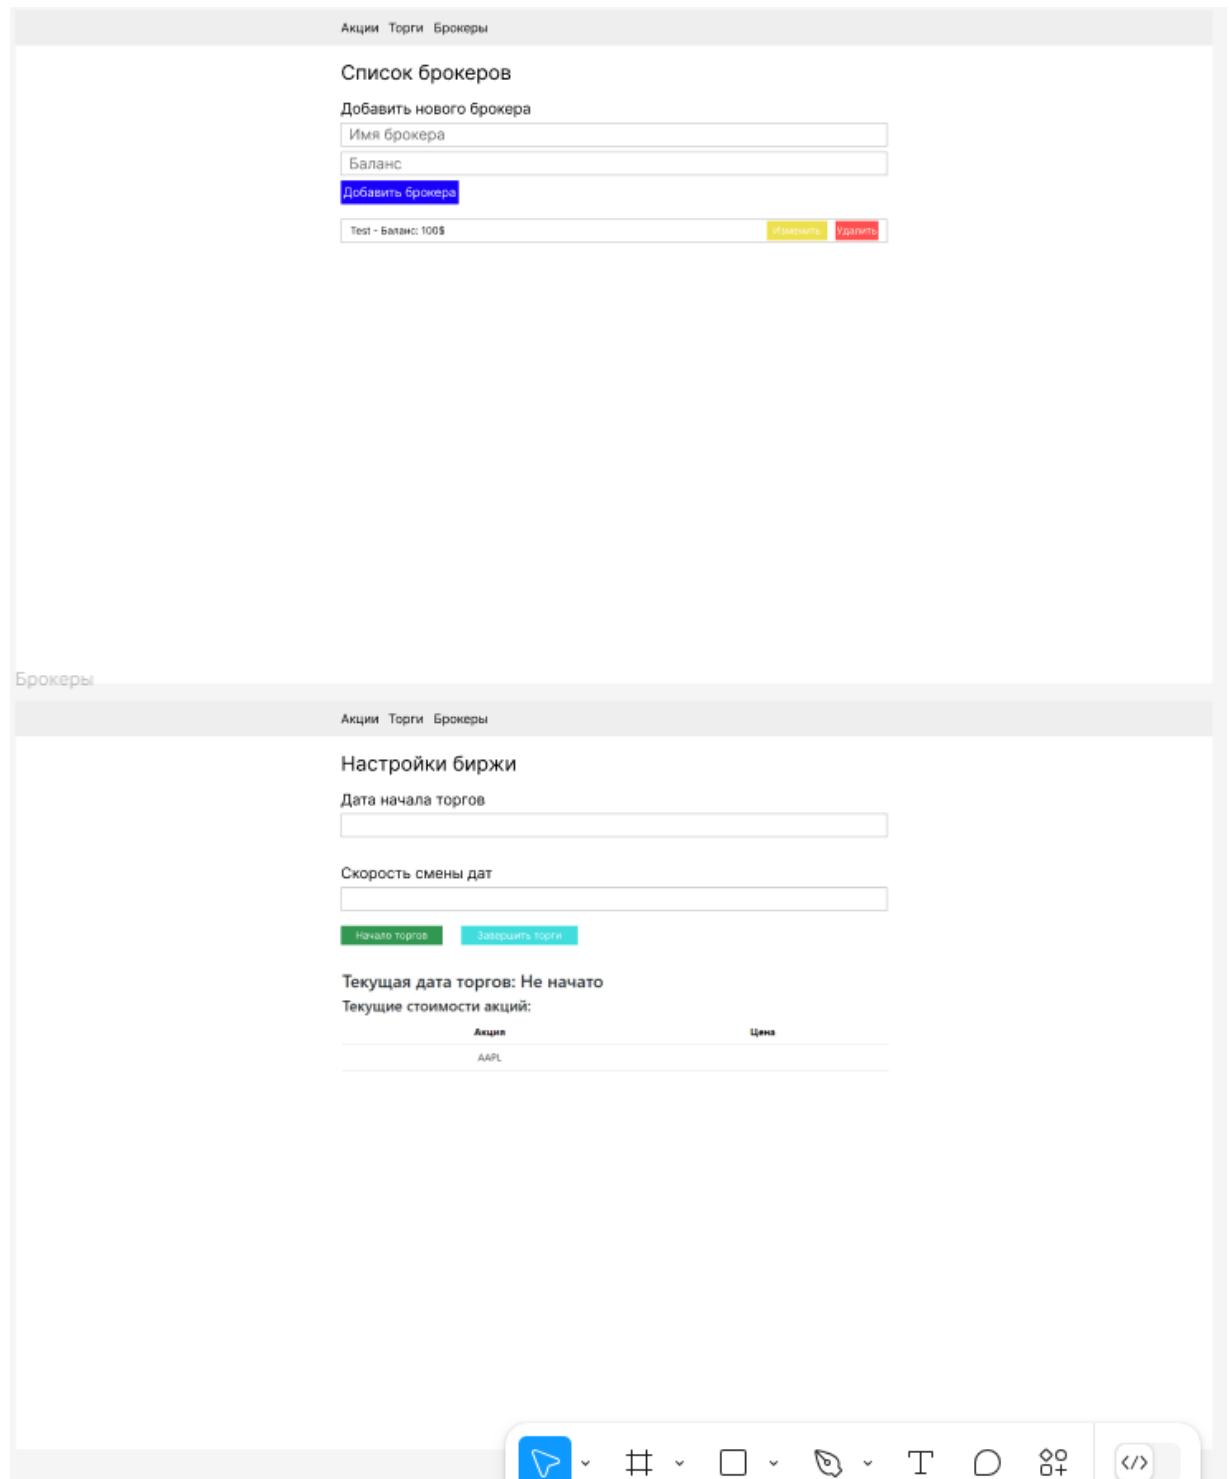 Акции Торги Брокеры
Список брокеров
Добавить нового брокера
Имя брокера
Баланс
Добавить брокера
Test - Баланс: 100$ Изменить Удалить
Брокеры
Акции Торги Брокеры
Настройки биржи
Дата начала торгов
Скорость смены дат
Начало торгов Завершить торги
Текущая дата торгов: Не начато
Текущие стоимости акций:
Акция Цена
AAPL